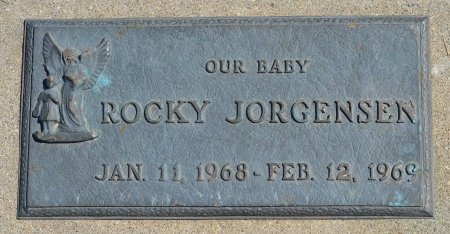 OUR BABY
ROCKY JORGENSEN
JAN. 11, 1968 - FEB. 12, 1969